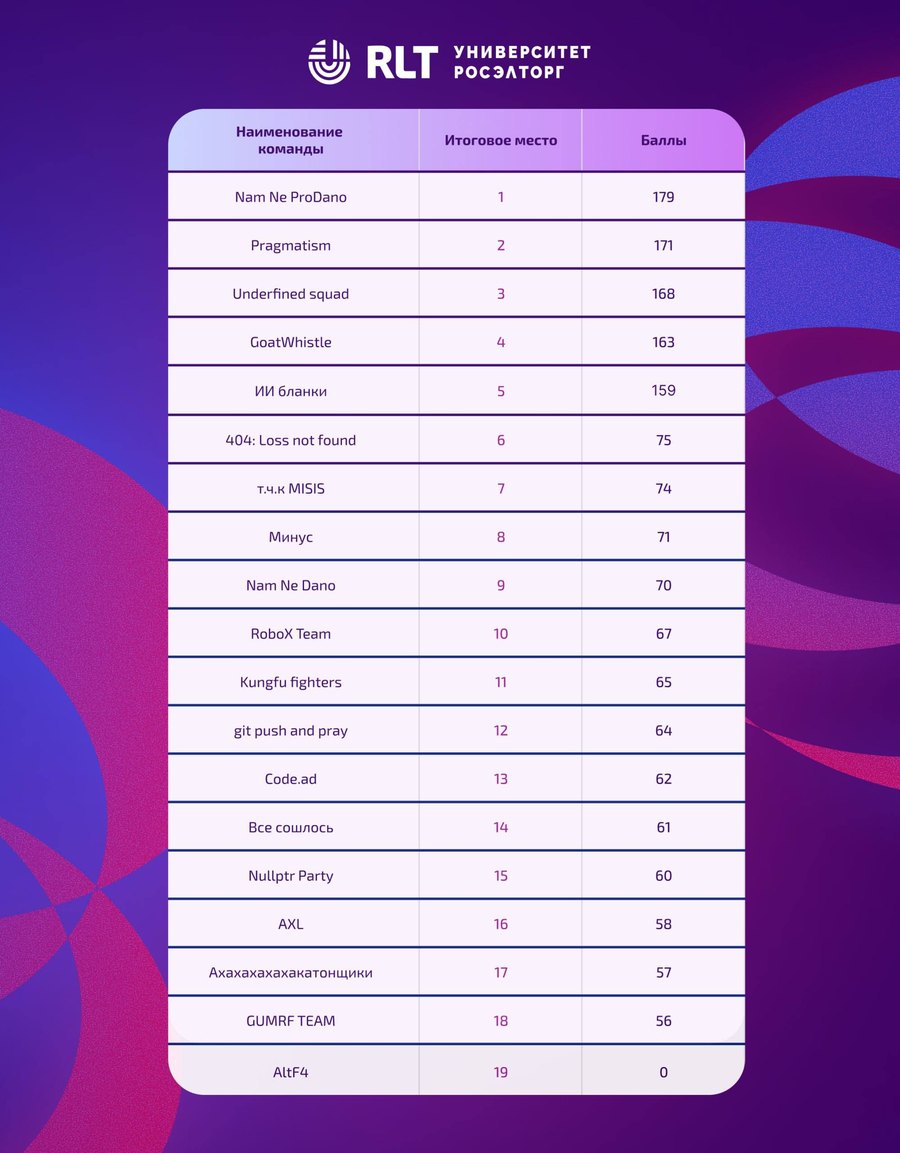 RLT УНИВЕРСИТЕТ
РОСЭЛТОРГ
Наименование
команды Итоговое место Баллы
Nam Ne ProDano 1 179
Pragmatism 2 171
Underfined squad 3 168
GoatWhistle 4 163
ИИ бланки 5 159
404: Loss not found 6 75
т.ч.к MISIS 7 74
Минус 8 71
Nam Ne Dano 9 70
RoboX Team 10 67
Kungfu fighters 11 65
git push and pray 12 64
Code.ad 13 62
Все сошлось 14 61
Nullptr Party 15 60
AXL 16 58
Ахахахахахакатонщики 17 57
GUMRF TEAM 18 56
AltF4 19 0